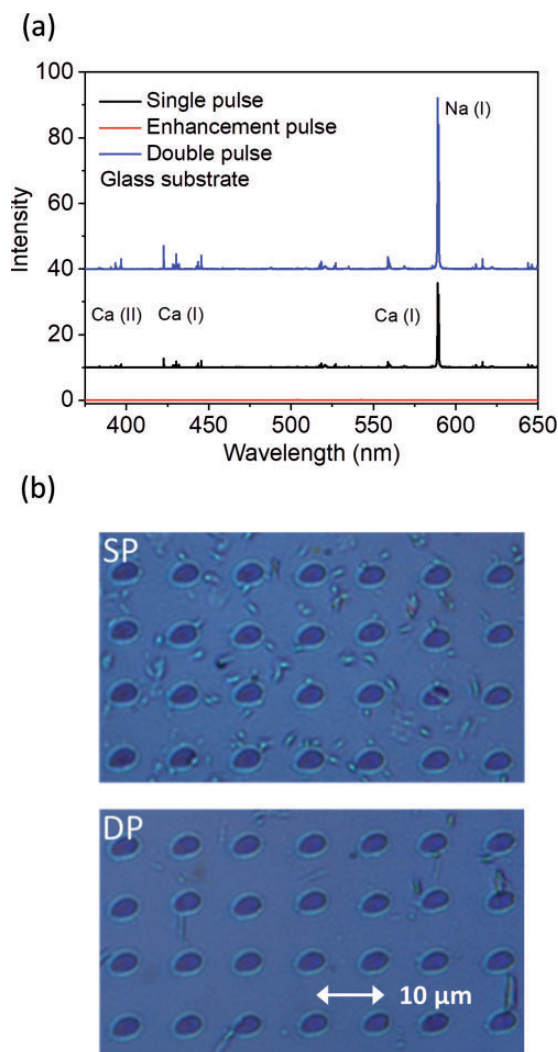 (a)
100
80
60
40
20
0
Intensity
Single pulse
Enhancement pulse
Double pulse
Glass substrate
Na (I)
Ca (II)
Ca (I)
Ca (I)
400
450
500
550
600
650
Wavelength (nm)
(b)
SP
DP
10 µm